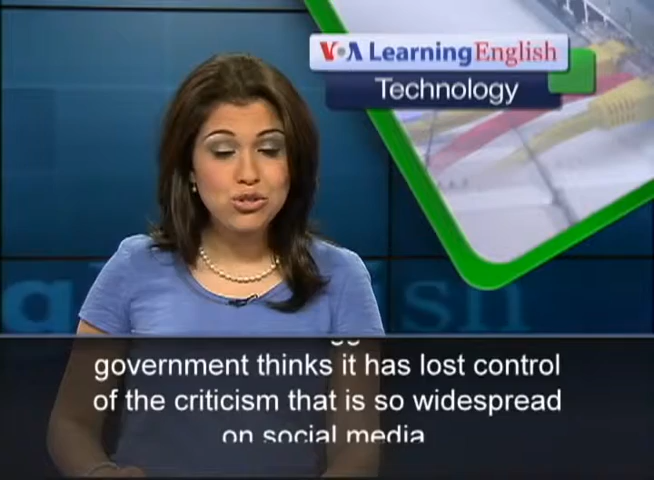 VOA Learning English
Technology
government thinks it has lost control
of the criticism that is so widespread
on social media